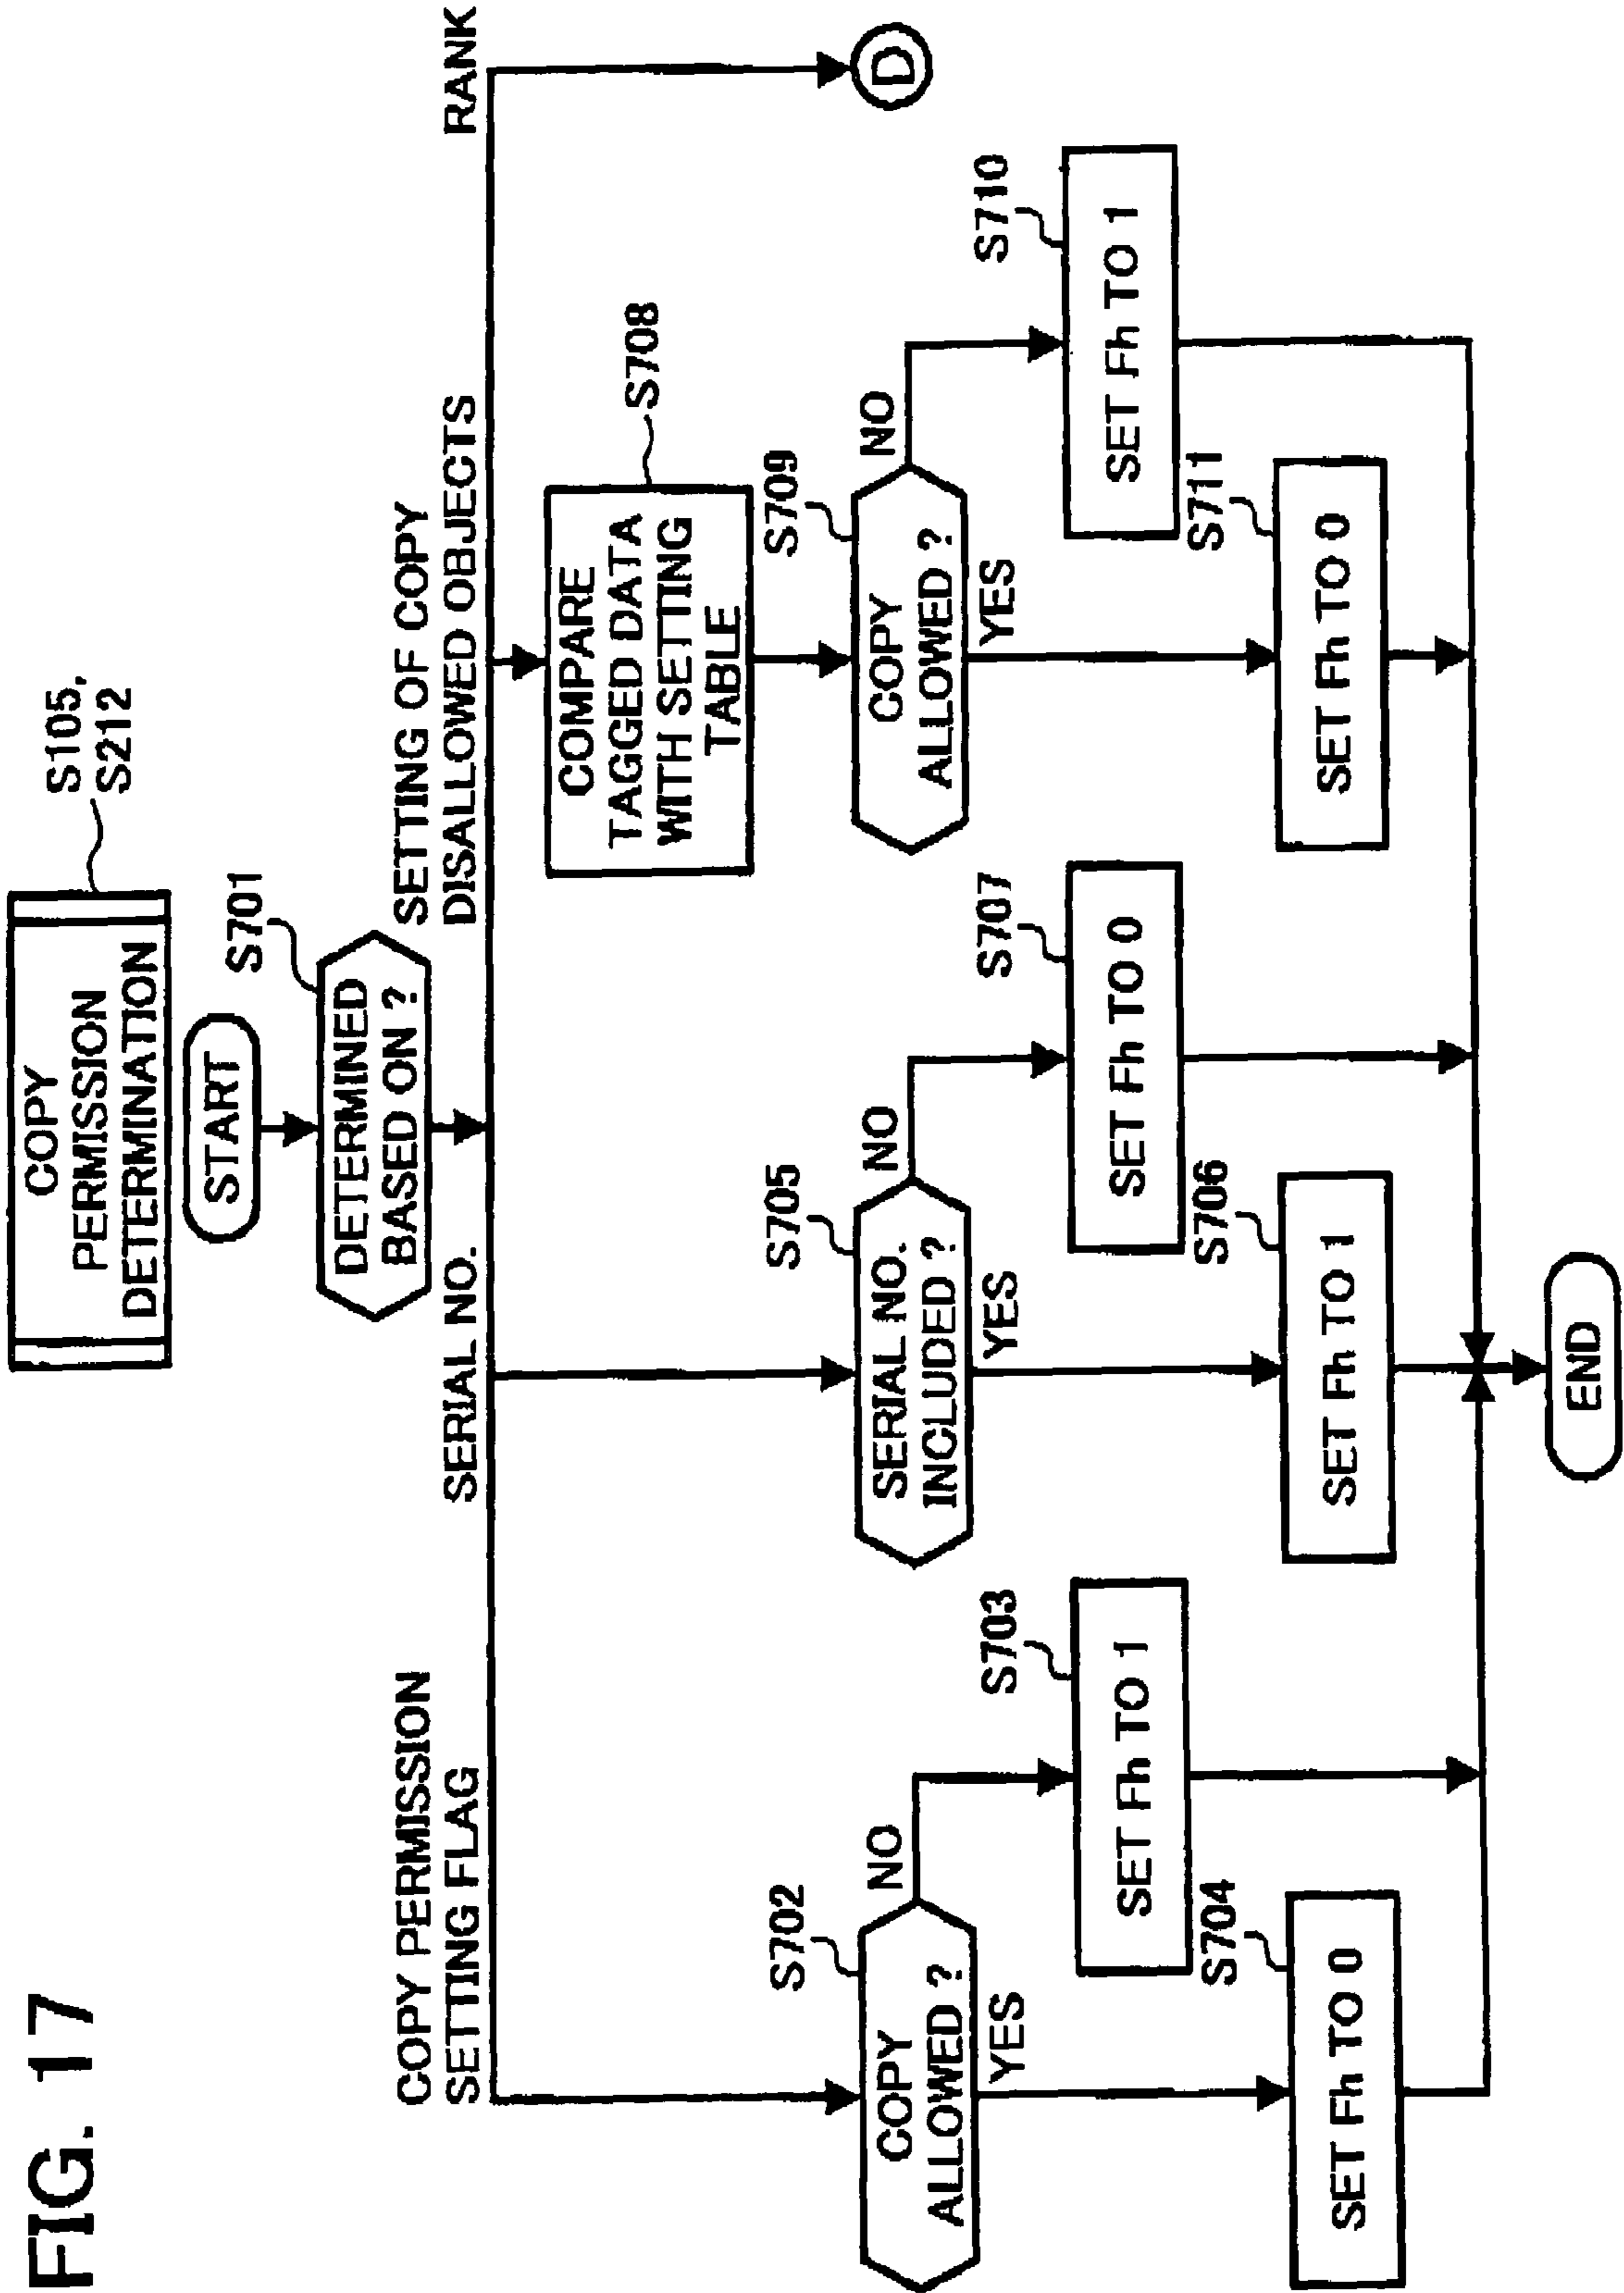 FIG. 17
COPY
PERMISSION
DETERMINATION
S105,
S212
START
DETERMINED
BASED ON ?
S701
COPY PERMISSION
SETTING FLAG
SERIAL NO.
SETTING OF COPY
DISALLOWED OBJECTS
RANK
COMPARE
TAGGED DATA
WITH SETTING
TABLE
S708
COPY
ALLOWED ?
S702
NO
YES
SERIAL NO.
INCLUDED ?
S705
NO
YES
COPY
ALLOWED ?
S709
NO
YES
D
SET Fh TO 1
S703
SET Fh TO 0
S707
SET Fh TO 1
S710
SET Fh TO 0
S704
SET Fh TO 1
S706
SET Fh TO 0
S711
END